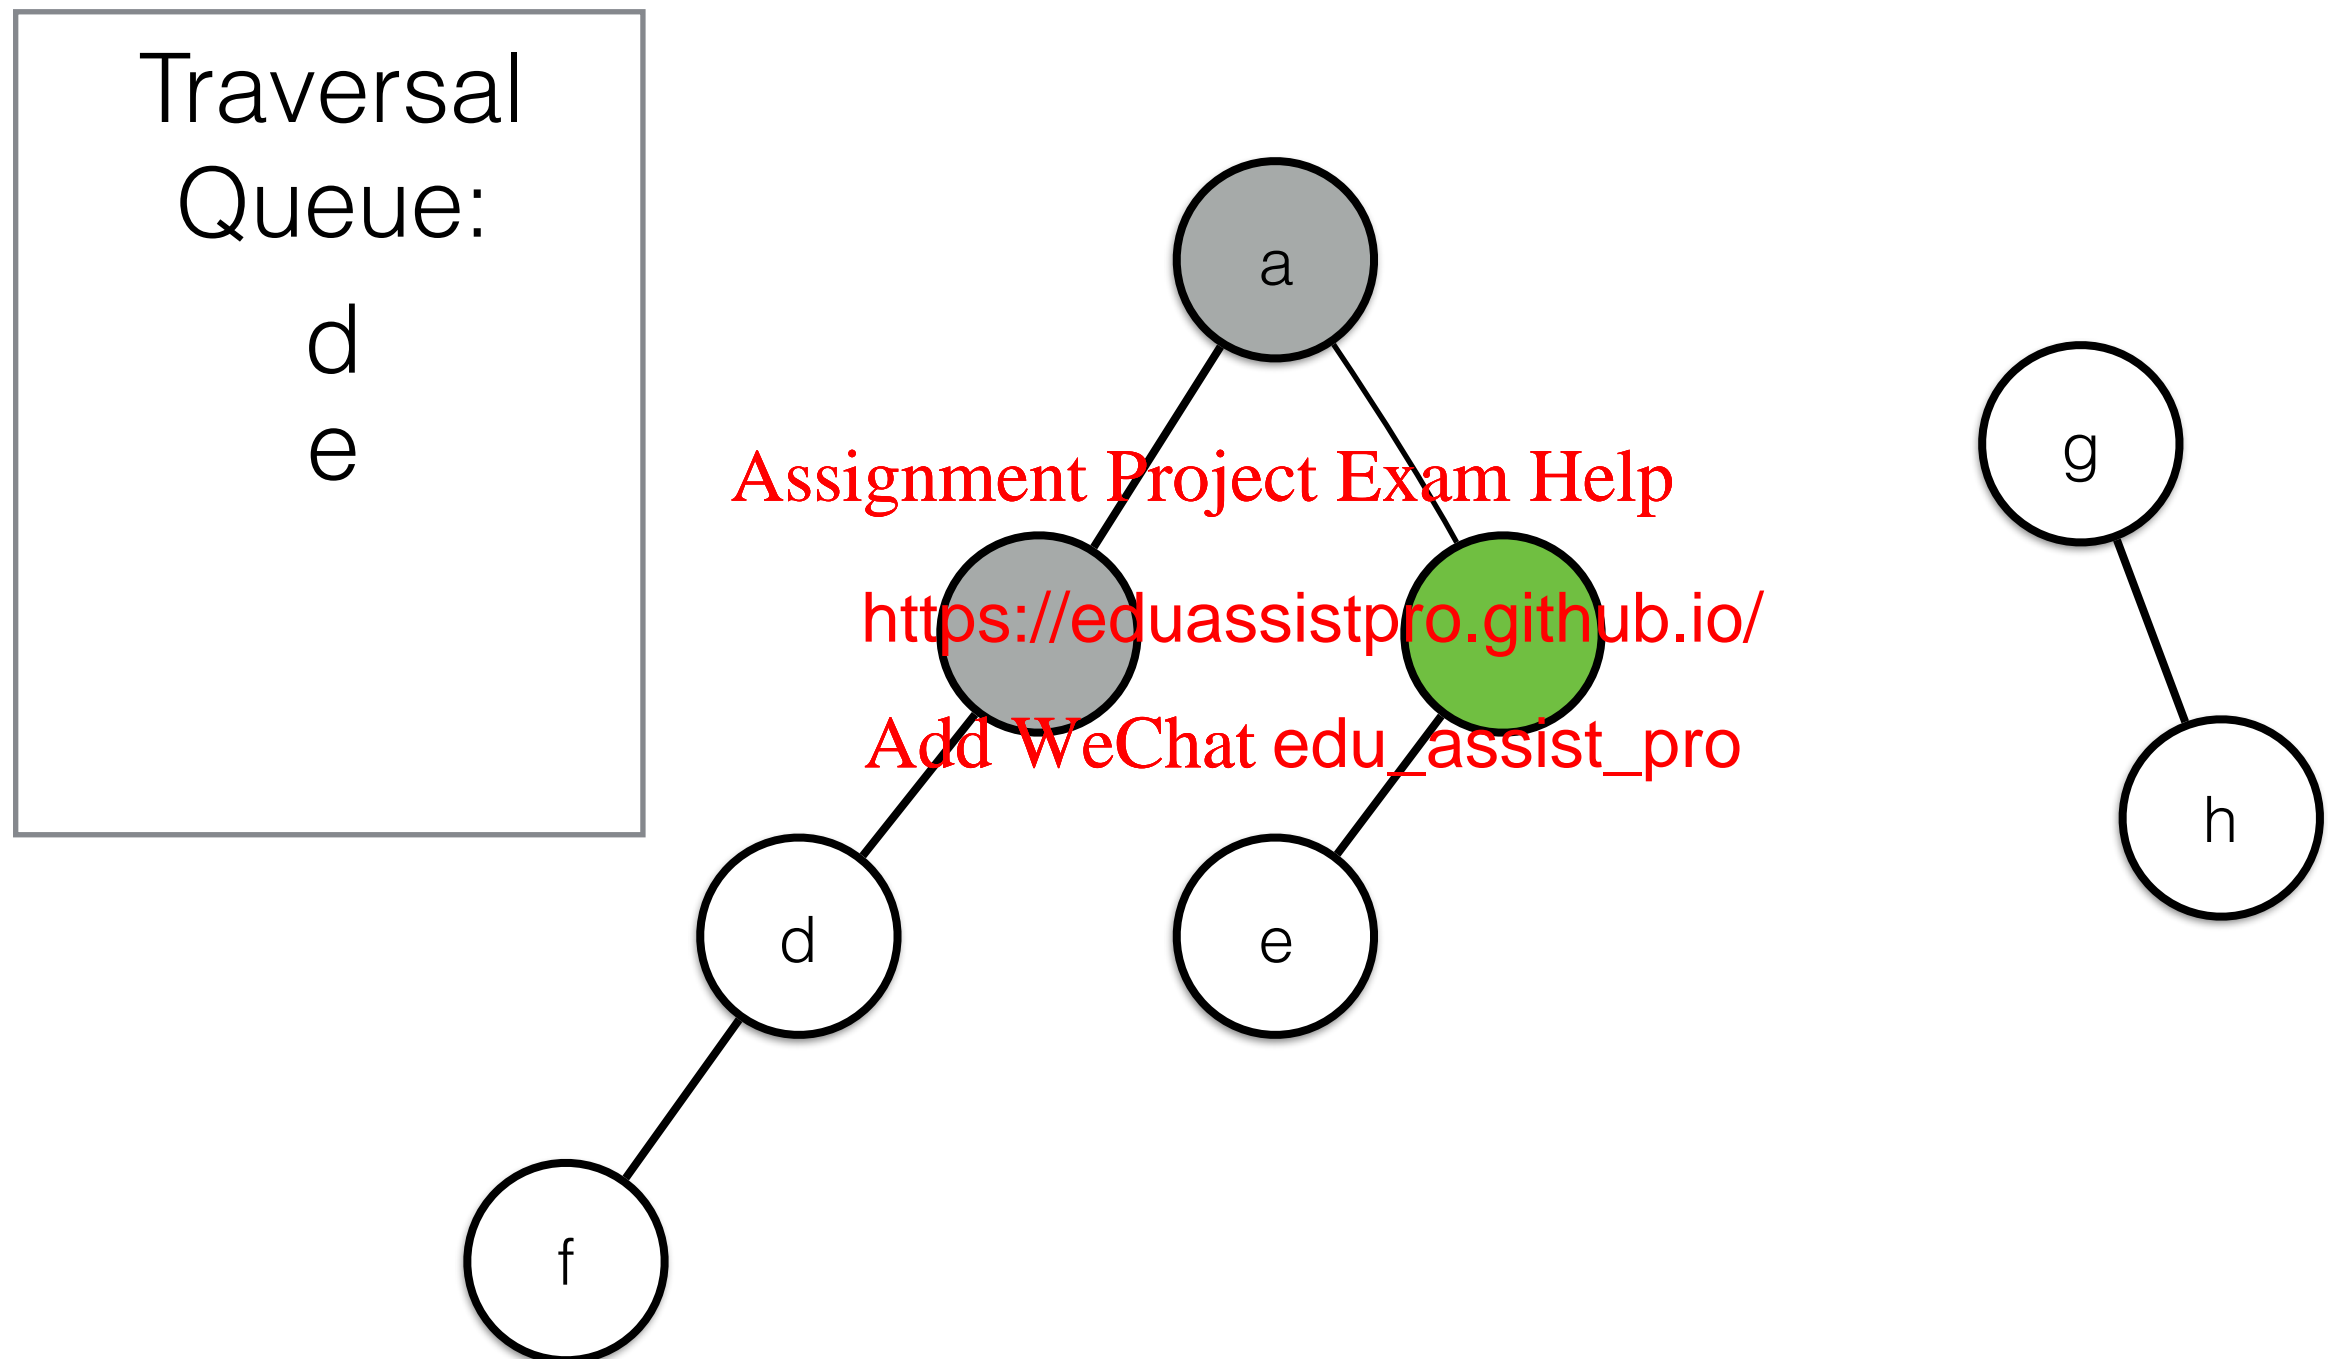 Traversal
Queue:
d
e
a
g
Assignment Project Exam Help
https://eduassistpro.github.io/
Add WeChat edu_assist_pro
h
d
e
f